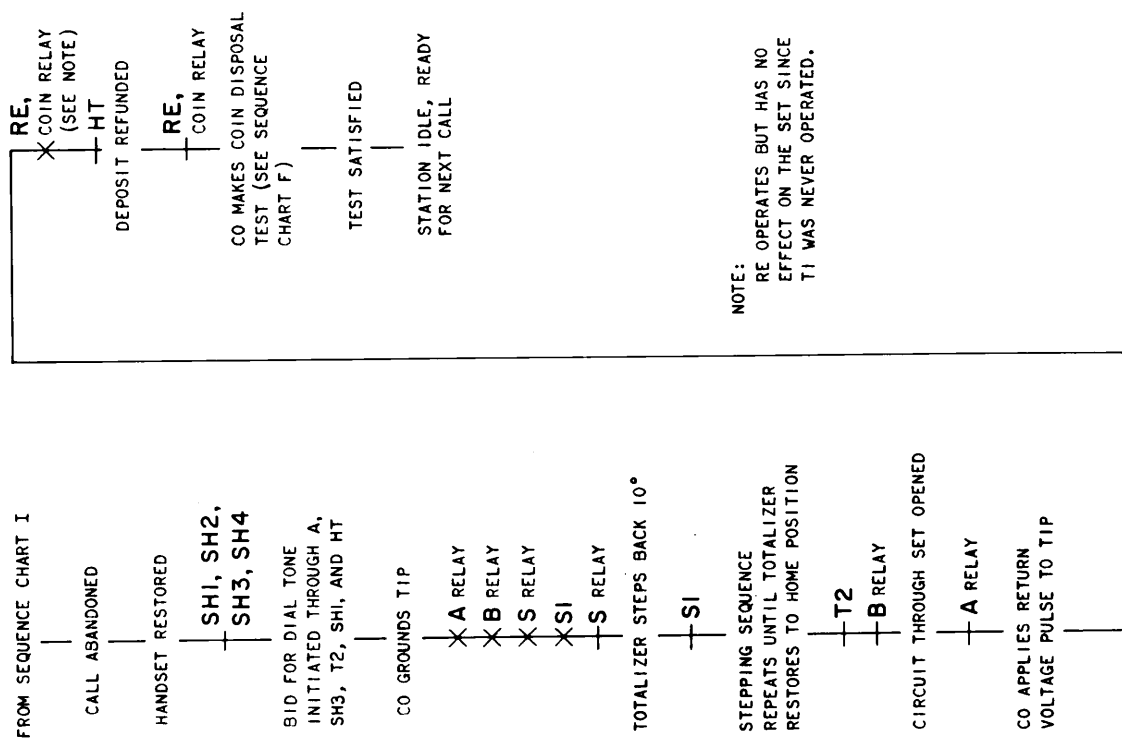 FROM SEQUENCE CHART I
CALL ABANDONED
HANDSET RESTORED
SH1, SH2,
SH3, SH4
BID FOR DIAL TONE
INITIATED THROUGH A,
SH3, T2, SH1, AND HT
CO GROUNDS TIP
A RELAY
B RELAY
S RELAY
S1
S RELAY
TOTALIZER STEPS BACK 10°
S1
STEPPING SEQUENCE
REPEATS UNTIL TOTALIZER
RESTORES TO HOME POSITION
T2
B RELAY
CIRCUIT THROUGH SET OPENED
A RELAY
CO APPLIES RETURN
VOLTAGE PULSE TO TIP
RE,
COIN RELAY
(SEE NOTE)
HT
DEPOSIT REFUNDED
RE,
COIN RELAY
CO MAKES COIN DISPOSAL
TEST (SEE SEQUENCE
CHART F)
TEST SATISFIED
STATION IDLE, READY
FOR NEXT CALL
NOTE:
RE OPERATES BUT HAS NO
EFFECT ON THE SET SINCE
T1 WAS NEVER OPERATED.